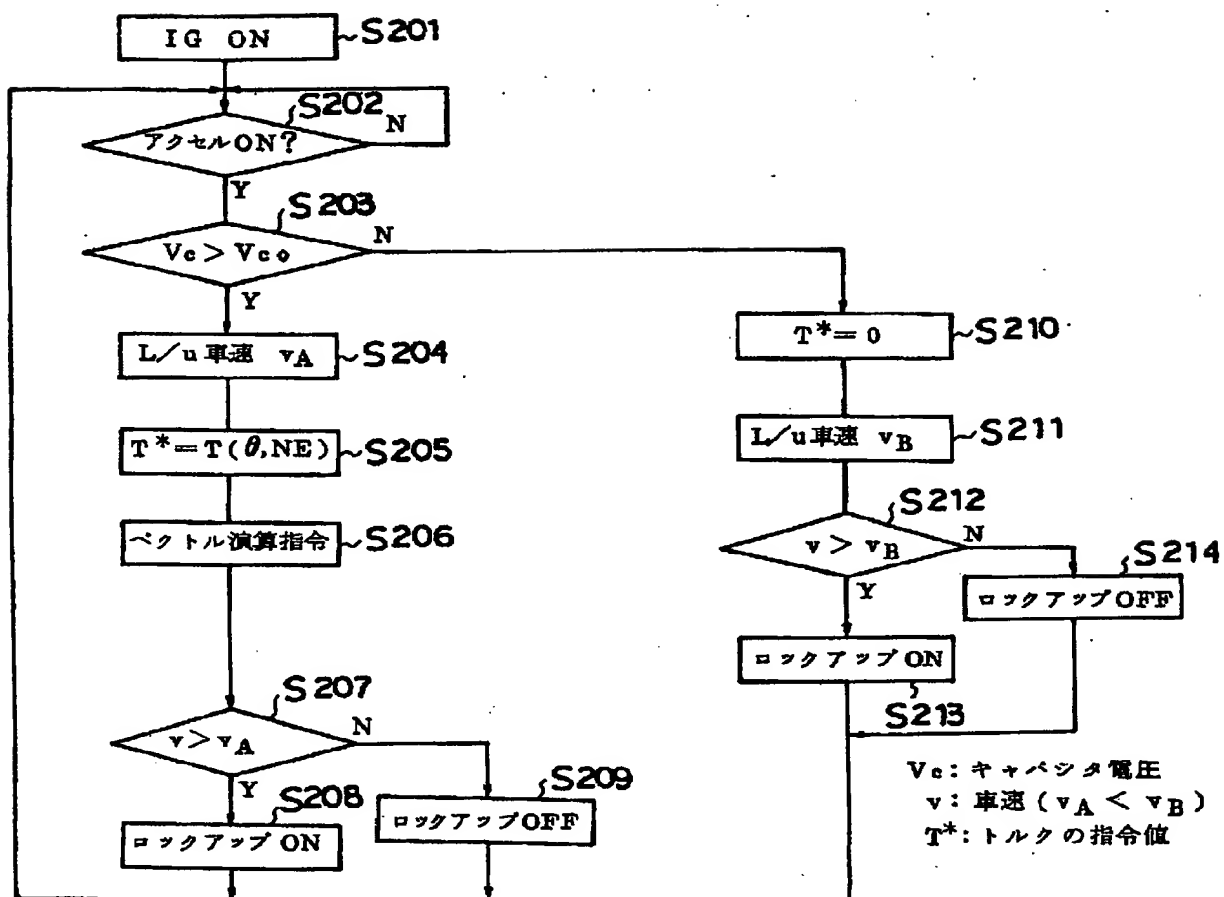 IG ON
S201
S202
アクセルON?
N
Y
S203
Vc > Vco
N
Y
L/u 車速 vA
S204
T*=T(θ,NE)
S205
ベクトル演算指令
S206
S207
v > vA
N
Y
S208
ロックアップ ON
S209
ロックアップOFF
T*=0
S210
L/u車速 vB
S211
S212
v > vB
N
Y
S214
ロックアップOFF
ロックアップON
S213
Vc: キャパシタ電圧
v: 車速 (vA < vB)
T*: トルクの指令値